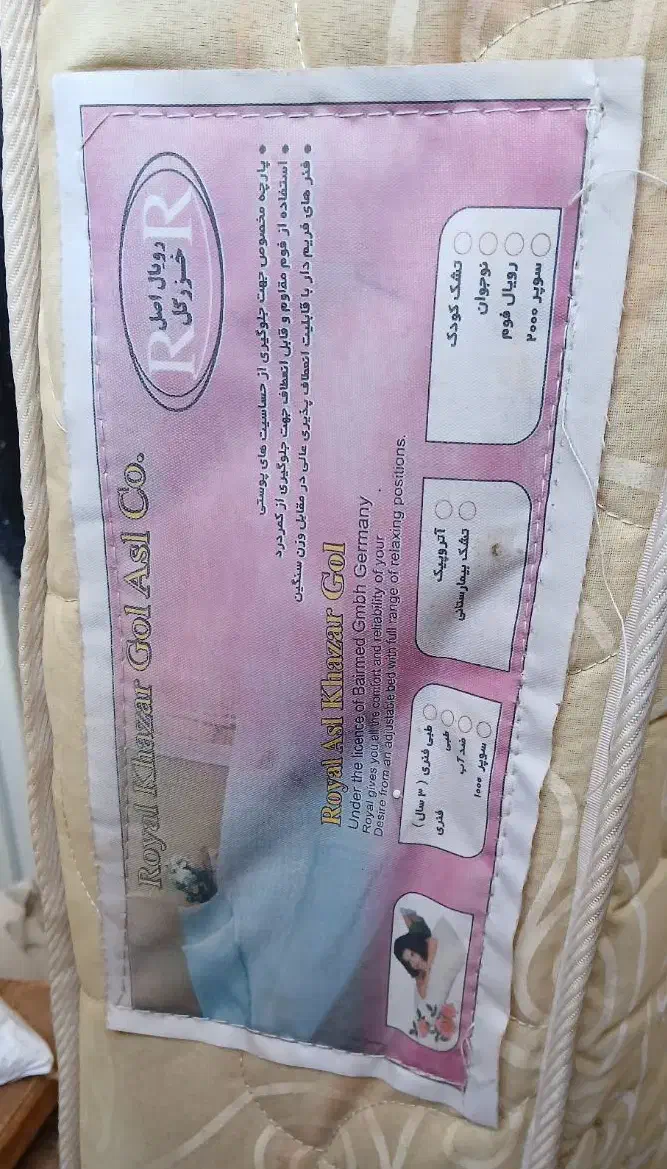 Royal Khazar Gol Asl Co.
R رویال اصل R
خزر گل
• پارچه مخصوص جهت جلوگیری از حساسیت های پوستی
• استفاده از فوم مقاوم و قابل انعطاف جهت جلوگیری از کمردرد
• فنر های فریم دار با قابلیت انعطاف پذیری عالی در مقابل وزن سنگین
Royal Asl Khazar Gol
Under the licence of Bairmed Gmbh Germany
Royal gives you all the comfort and reliability of your
Desire from an adjustable bed with full range of relaxing positions.
تشک کودک
نوجوان
رویال فوم
سوپر ۲۰۰۰
آتروپیک
تشک بیمارستانی
طبی فنری (۳ سال)
طبی
فنری
ضد آب
سوپر ۱۰۰۰